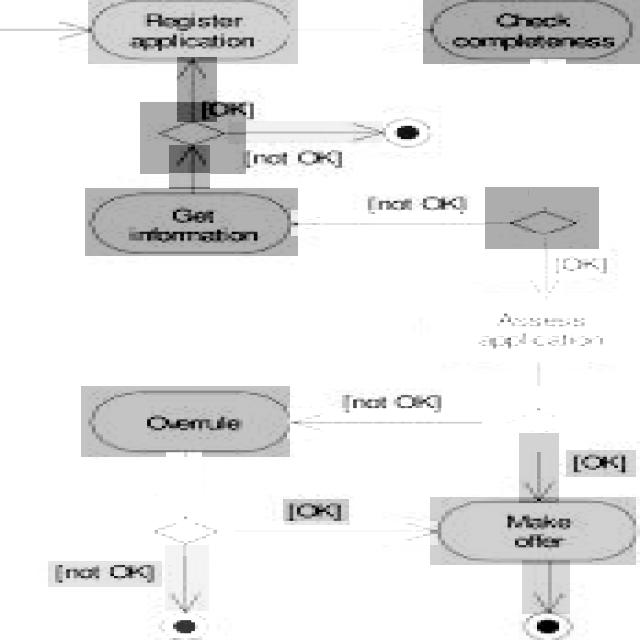 Register
application
Check
completeness
[OK]
[not OK]
Get
information
[not OK]
[OK]
Assess
application
Overrule
[not OK]
[OK]
[OK]
Make
offer
[not OK]